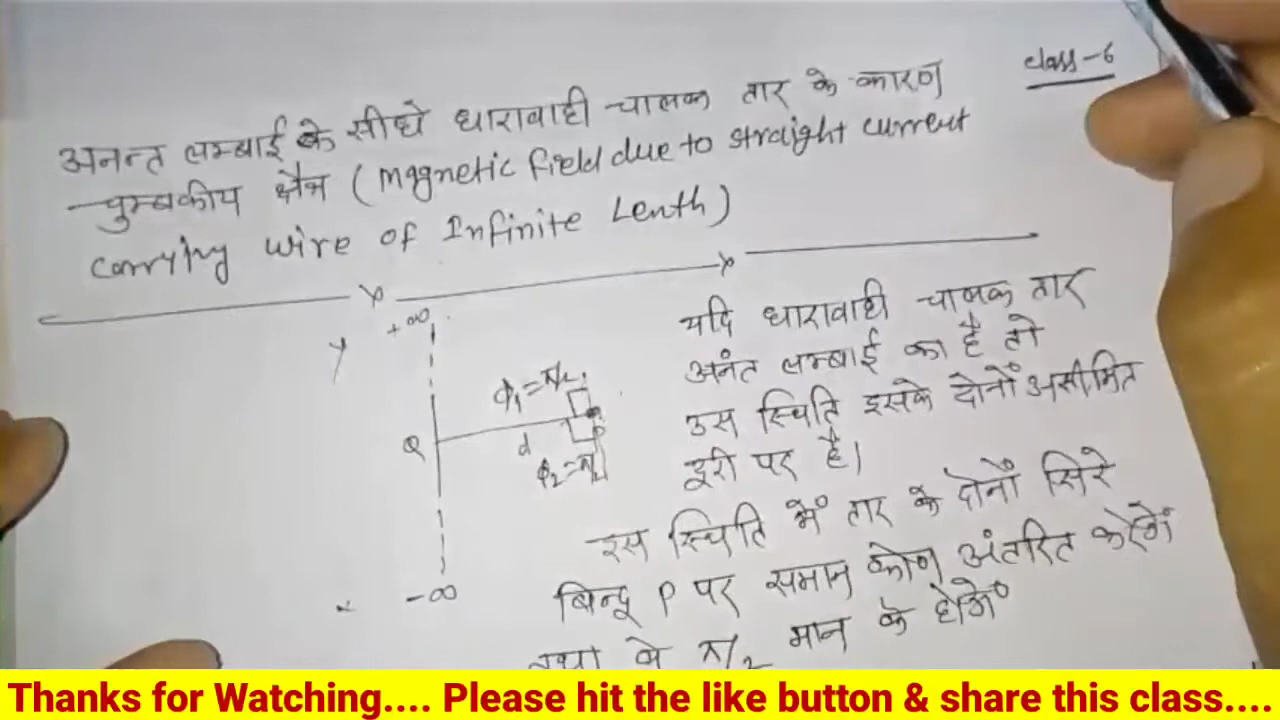 class-6
अनन्त लम्बाई के सीधे धारावाही चालक तार के कारण
चुम्बकीय क्षेत्र (Magnetic field due to straight current
carrying wire of Infinite Lenth)
+∞
यदि धारावाही चालक तार
अनंत लम्बाई का है तो
ϕ₁=π/2
उस स्थिति इसके दोनों असीमित
Q
d
ϕ₂=π/2
दूरी पर है।
इस स्थिति में तार के दोनों सिरे
-∞
बिन्दू P पर समान कोण अंतरित करेगें
तथा वे π/2 मान के होगें
Thanks for Watching.... Please hit the like button & share this class....